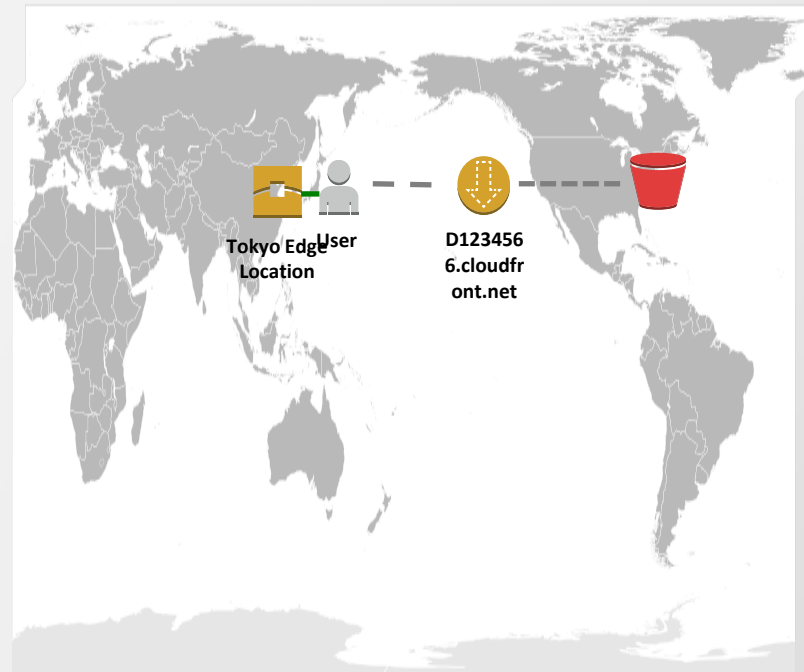 Tokyo Edge
Location
User
D123456
6.cloudfr
ont.net